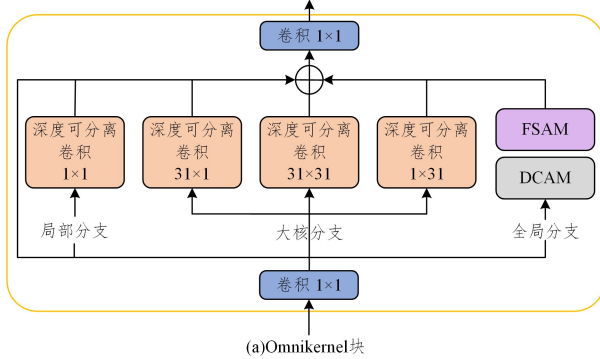 卷积 1×1
深度可分离
卷积
1×1
深度可分离
卷积
31×1
深度可分离
卷积
31×31
深度可分离
卷积
1×31
FSAM
DCAM
局部分支
大核分支
全局分支
卷积 1×1
(a)Omnikernel块